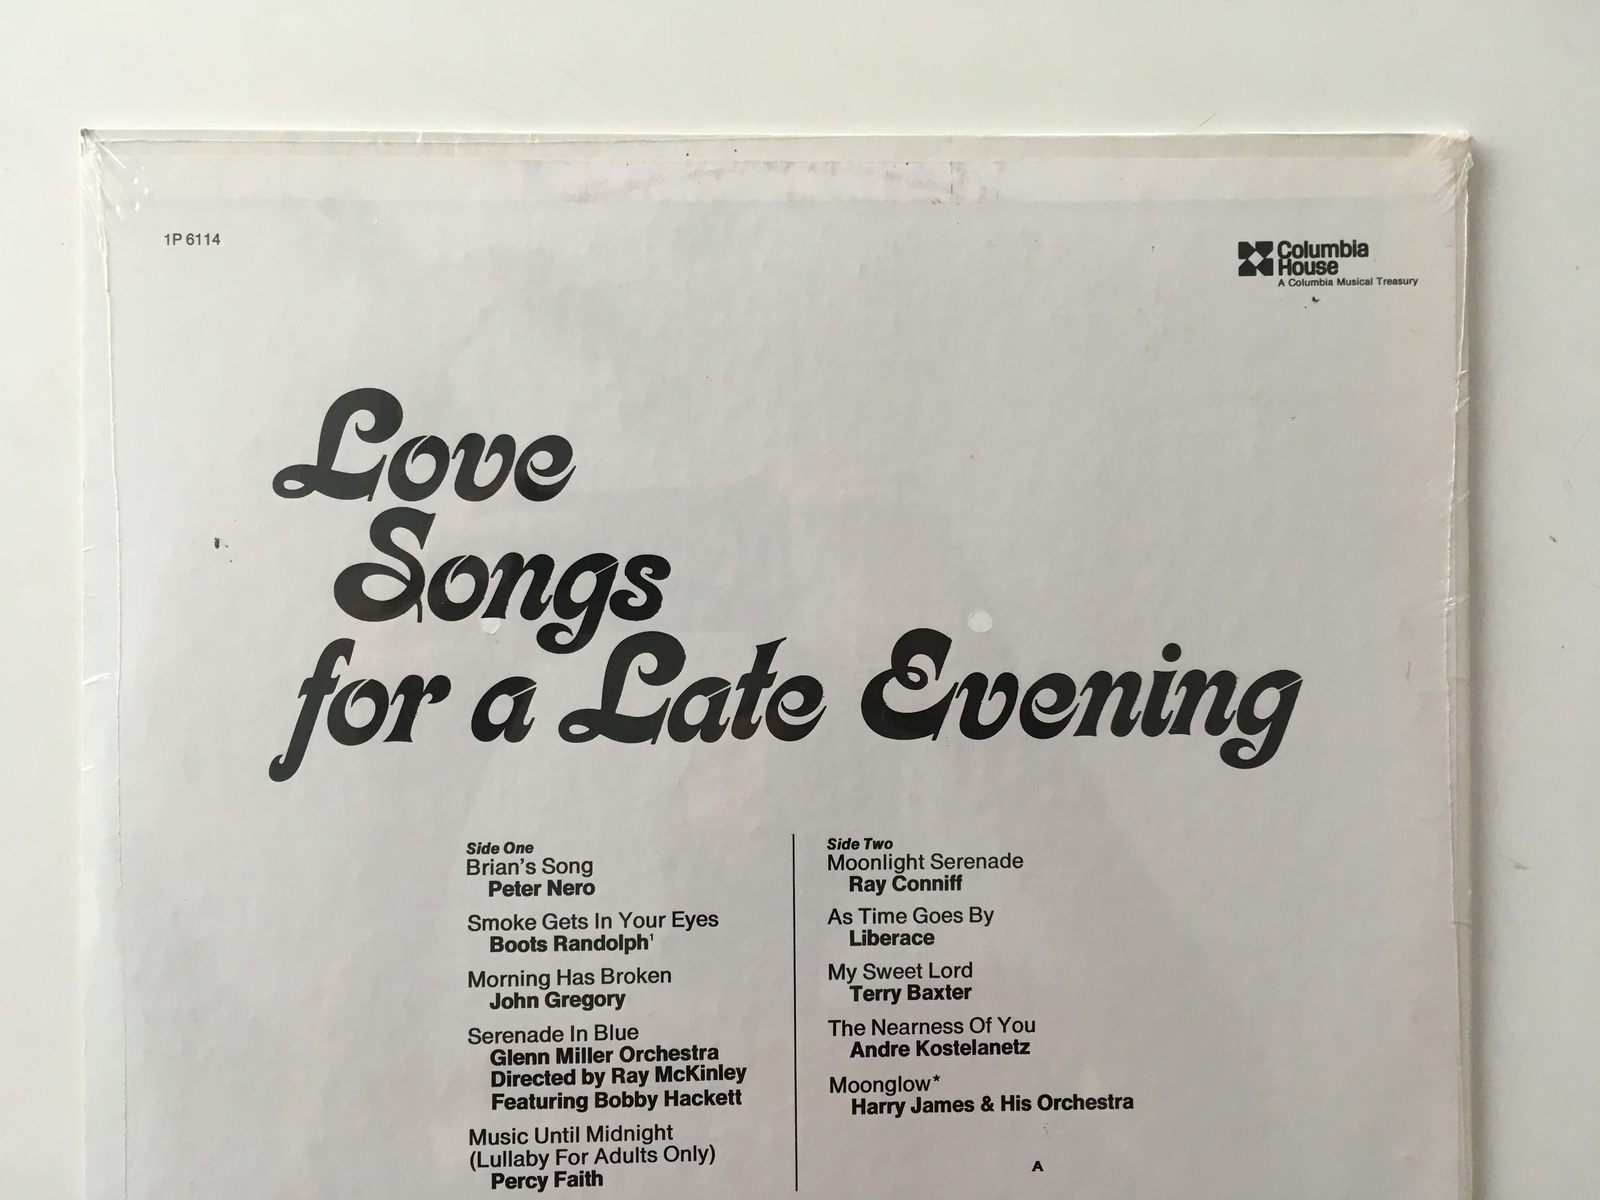 1P 6114
Columbia
House
A Columbia Musical Treasury
Love
Songs
for a Late Evening
Side One
Brian's Song
Peter Nero
Smoke Gets In Your Eyes
Boots Randolph¹
Morning Has Broken
John Gregory
Serenade In Blue
Glenn Miller Orchestra
Directed by Ray McKinley
Featuring Bobby Hackett
Music Until Midnight
(Lullaby For Adults Only)
Percy Faith
Side Two
Moonlight Serenade
Ray Conniff
As Time Goes By
Liberace
My Sweet Lord
Terry Baxter
The Nearness Of You
Andre Kostelanetz
Moonglow*
Harry James & His Orchestra
A